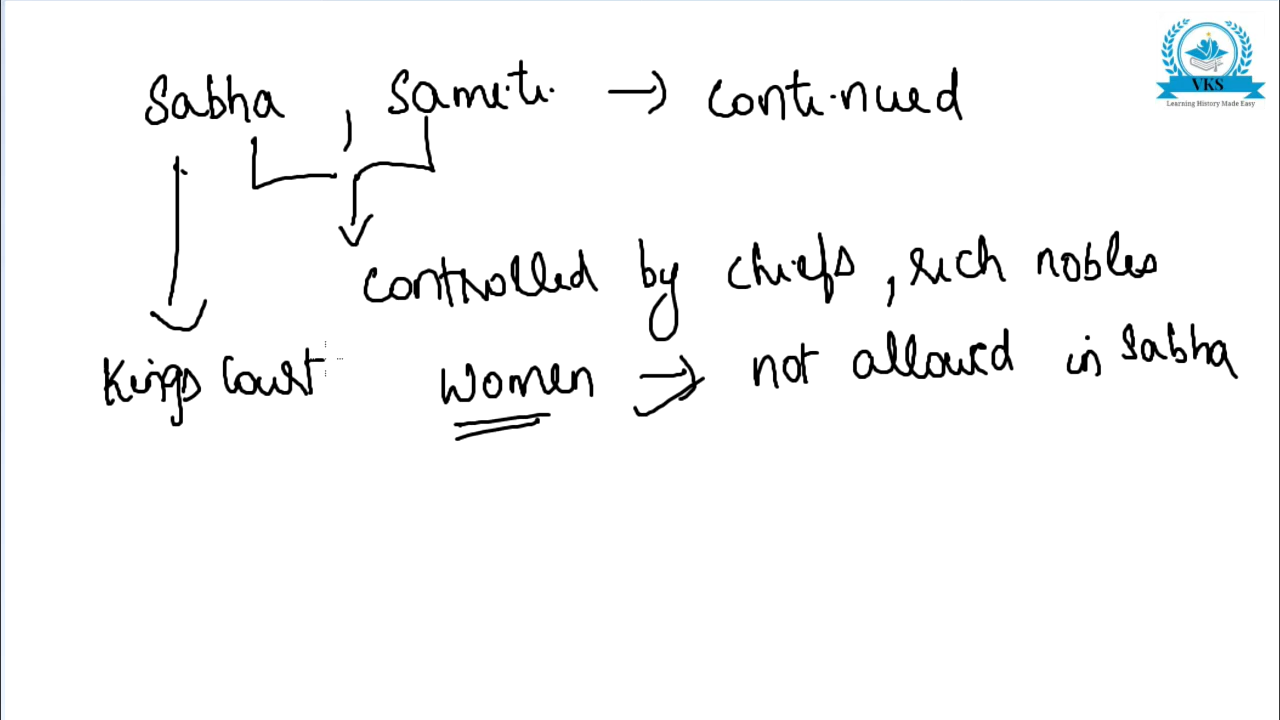 Sabha , Samiti → continued
controlled by chiefs , rich nobles
Kings Court women → not allowed in Sabha
VKS
Learning History Made Easy